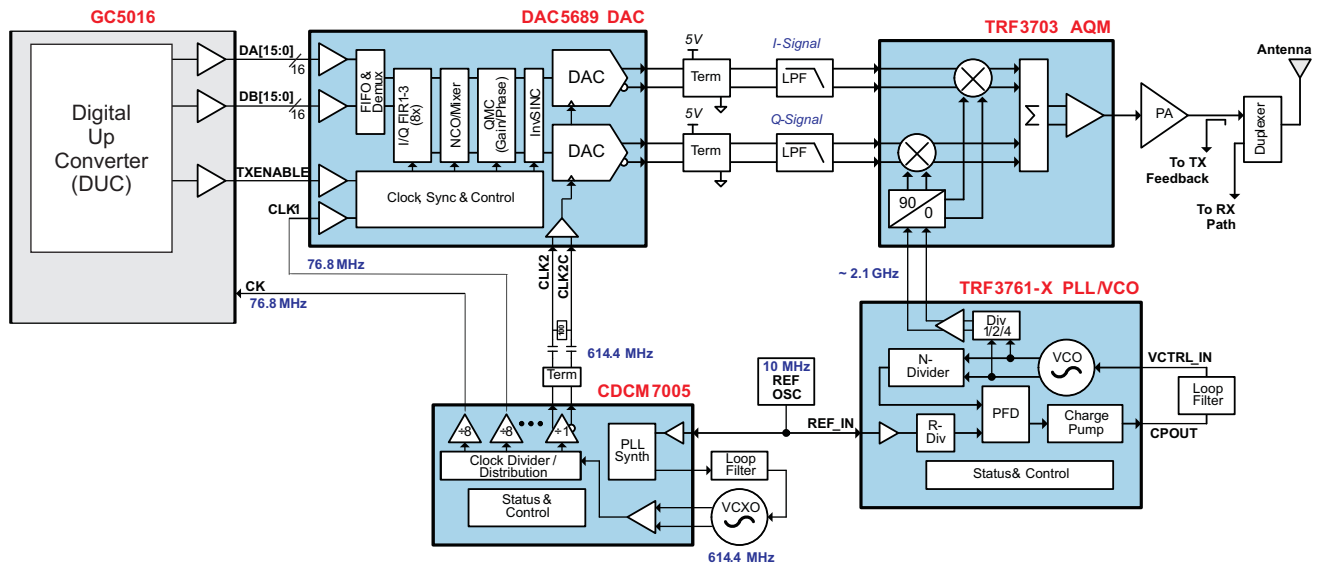 GC5016
Digital
Up
Converter
(DUC)
DA[15:0]
16
DB[15:0]
16
TXENABLE
CLK1
76.8 MHz
CK
76.8 MHz
DAC5689 DAC
FIFO &
Demux
I/Q FIR1-3
(8x)
NCO/Mixer
QMC
(Gain/Phase)
InvSINC
DAC
DAC
Clock, Sync & Control
CLK2
CLK2C
100
614.4 MHz
Term
5V
Term
I-Signal
LPF
5V
Term
Q-Signal
LPF
TRF3703 AQM
Σ
90
0
~ 2.1 GHz
PA
Antenna
Duplexer
To TX
Feedback
To RX
Path
CDCM7005
÷8
÷8
÷1
Clock Divider /
Distribution
Status &
Control
PLL
Synth
Loop
Filter
VCXO
614.4 MHz
10 MHz
REF
OSC
REF_IN
TRF3761-X PLL/VCO
Div
1/2/4
N-
Divider
VCO
R-
Div
PFD
Charge
Pump
Status& Control
VCTRL_IN
Loop
Filter
CPOUT